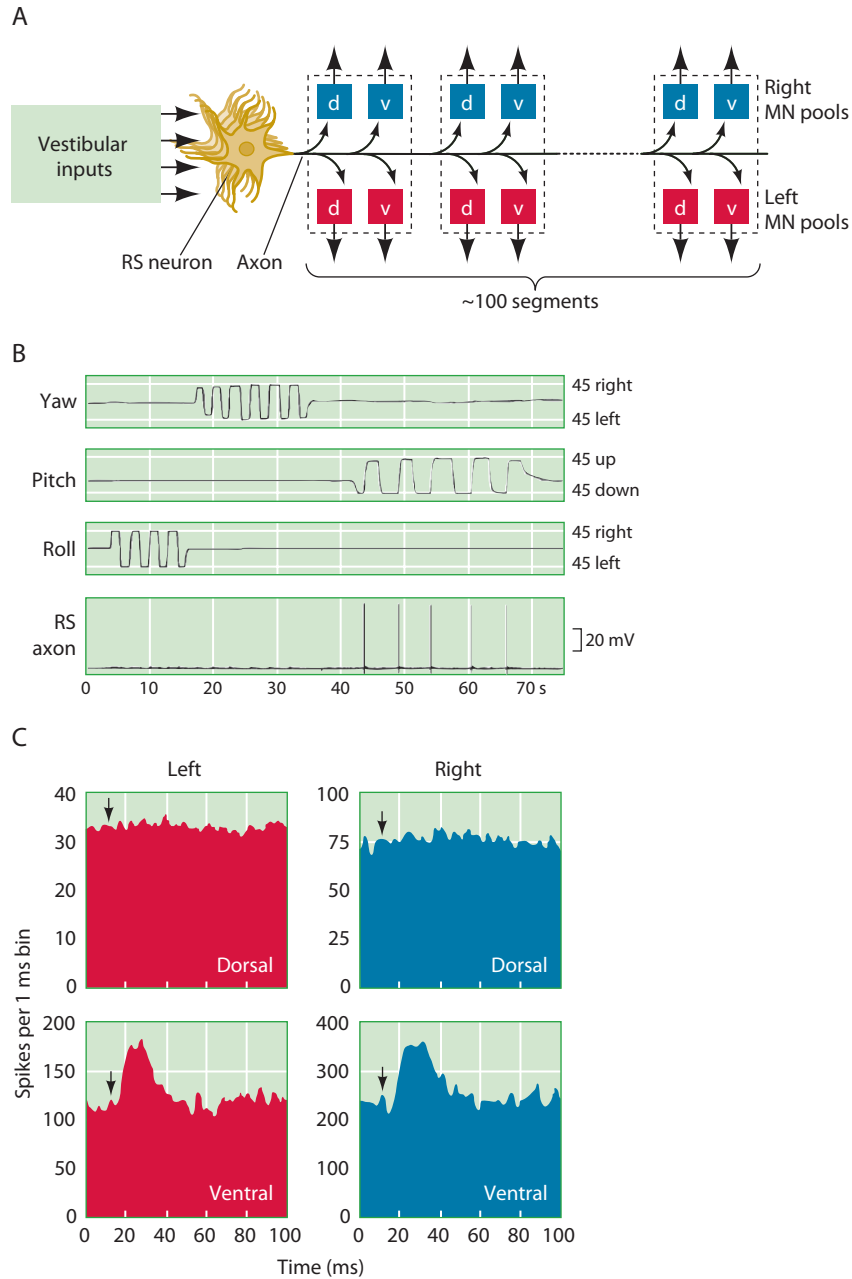 A
d v d v d v
Right
MN pools
Vestibular
inputs
d v d v d v
Left
MN pools
RS neuron Axon
~100 segments
B
Yaw
45 right
45 left
Pitch
45 up
45 down
Roll
45 right
45 left
RS
axon
20 mV
0 10 20 30 40 50 60 70 s
C
Left Right
Spikes per 1 ms bin
40
30
20
10
0
Dorsal
100
75
50
25
0
Dorsal
200
150
100
50
0
Ventral
0 20 40 60 80 100
400
300
200
100
0
Ventral
0 20 40 60 80 100
Time (ms)